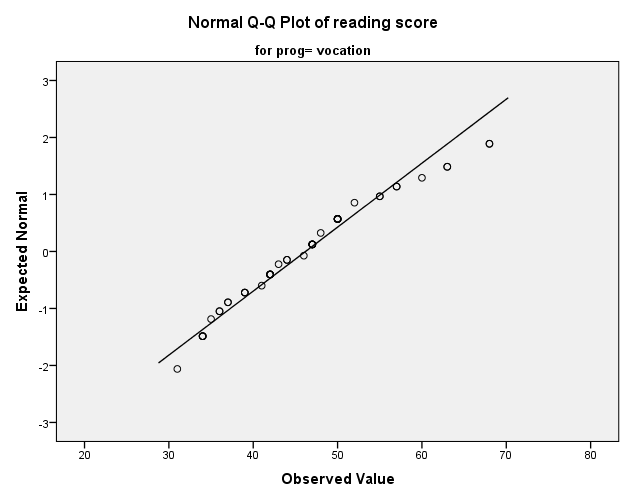 Normal Q-Q Plot of reading score
for prog= vocation
3
2
1
0
-1
-2
-3
Expected Normal
20 30 40 50 60 70 80
Observed Value